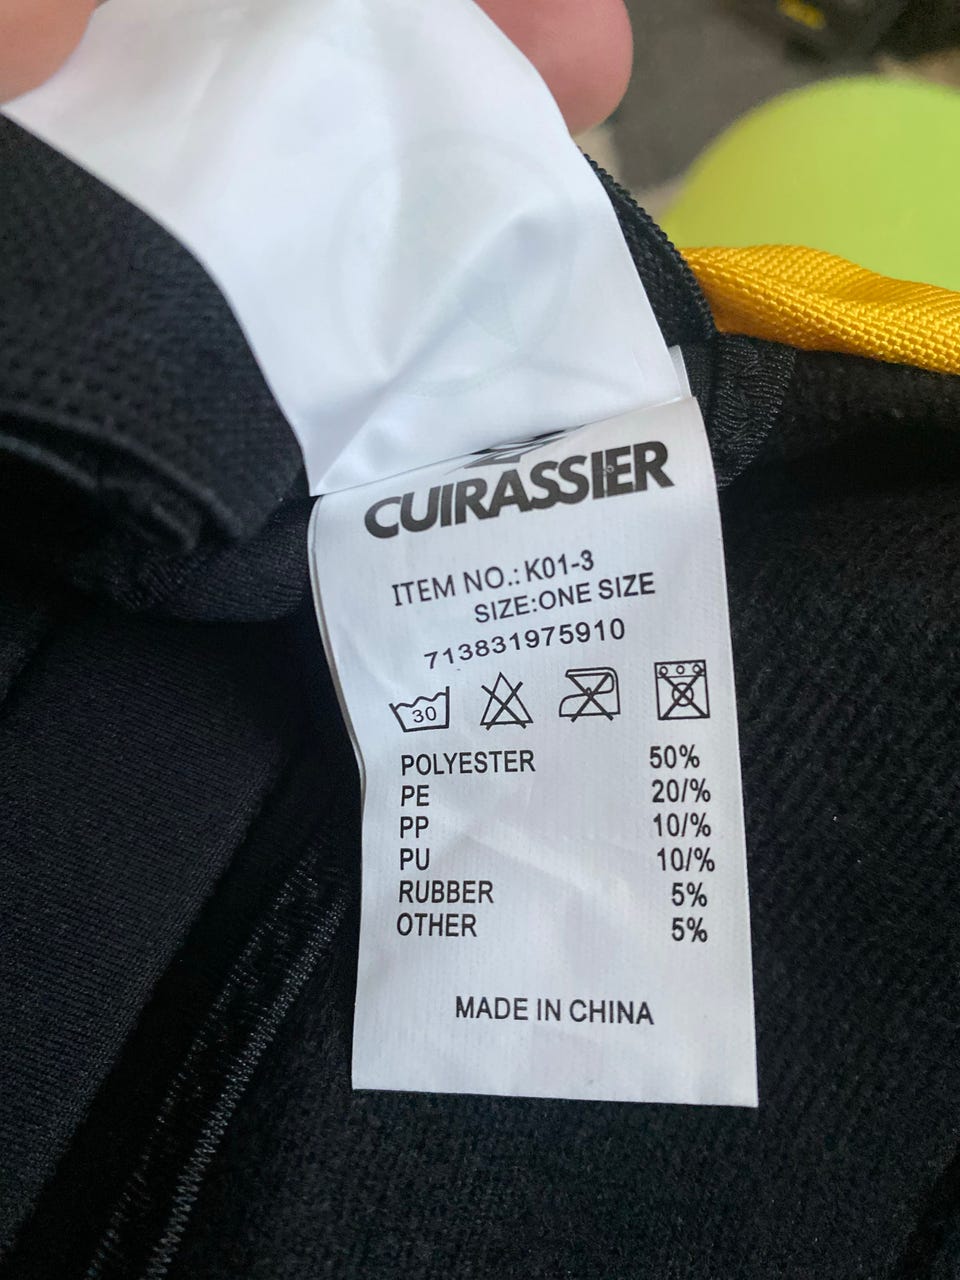 CUIRASSIER
ITEM NO.: K01-3
SIZE:ONE SIZE
713831975910
30
POLYESTER 50%
PE 20/%
PP 10/%
PU 10/%
RUBBER 5%
OTHER 5%
MADE IN CHINA